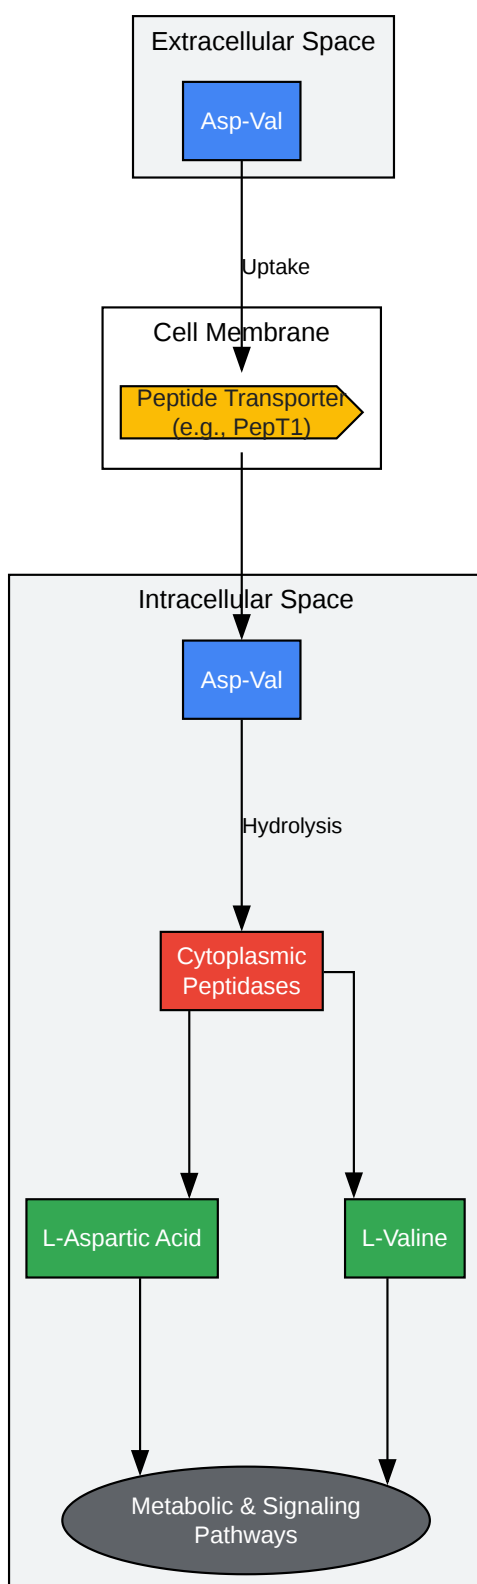 Extracellular Space
Asp-Val
Uptake
Cell Membrane
Peptide Transporter
(e.g., PepT1)
Intracellular Space
Asp-Val
Hydrolysis
Cytoplasmic
Peptidases
L-Aspartic Acid
L-Valine
Metabolic & Signaling
Pathways